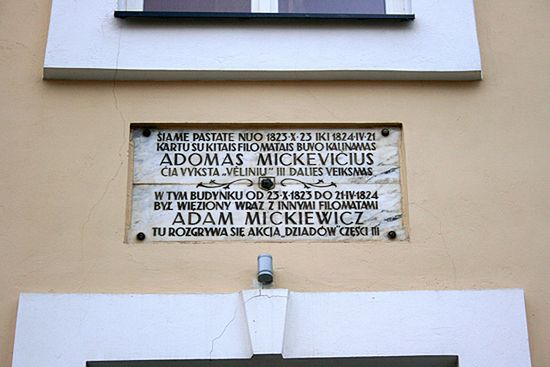 ŠIAME PASTATE NUO 1823·X·23 IKI 1824·IV·21
KARTU SU KITAIS FILOMATAIS BUVO KALINAMAS
ADOMAS MICKEVIČIUS
ČIA VYKSTA „VĖLINIŲ” III DALIES VEIKSMAS
W TYM BUDYNKU OD 23·X·1823 DO 21·IV·1824
BYŁ WIĘZIONY WRAZ Z INNYMI FILOMATAMI
ADAM MICKIEWICZ
TU ROZGRYWA SIĘ AKCJA „DZIADÓW” CZĘŚCI III